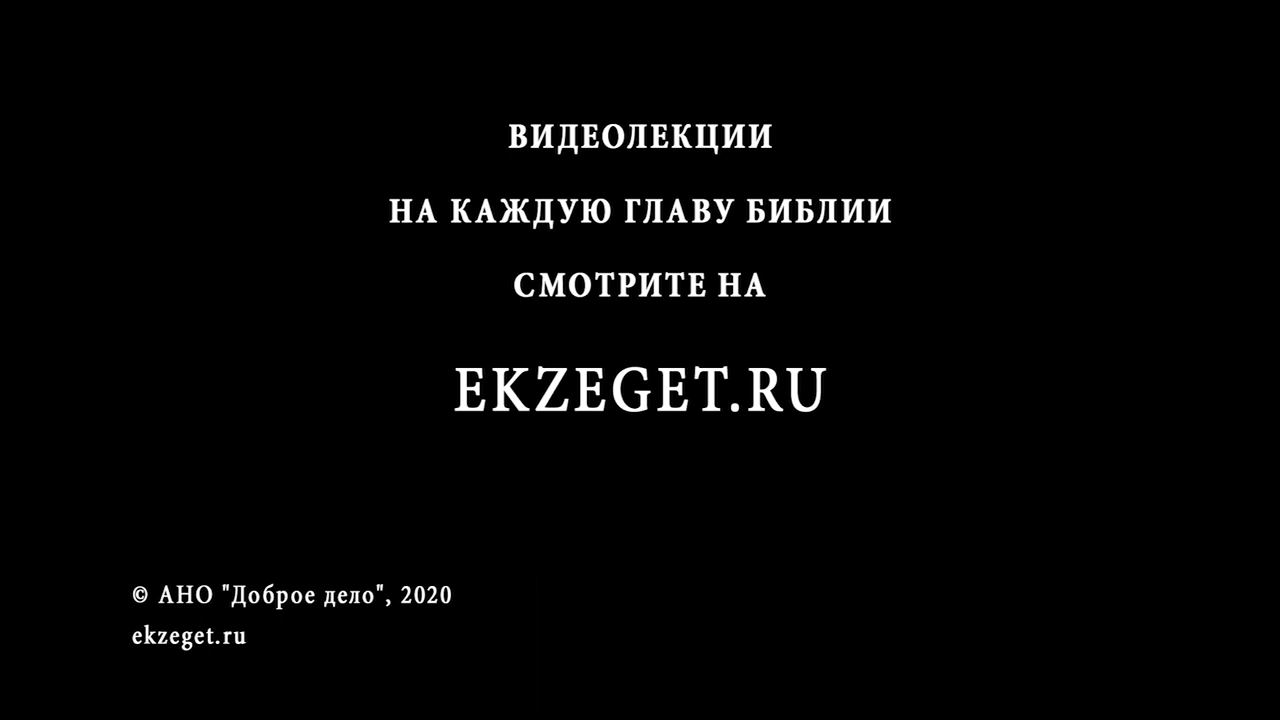 ВИДЕОЛЕКЦИИ
НА КАЖДУЮ ГЛАВУ БИБЛИИ
СМОТРИТЕ НА
EKZEGET.RU
© АНО "Доброе дело", 2020
ekzeget.ru